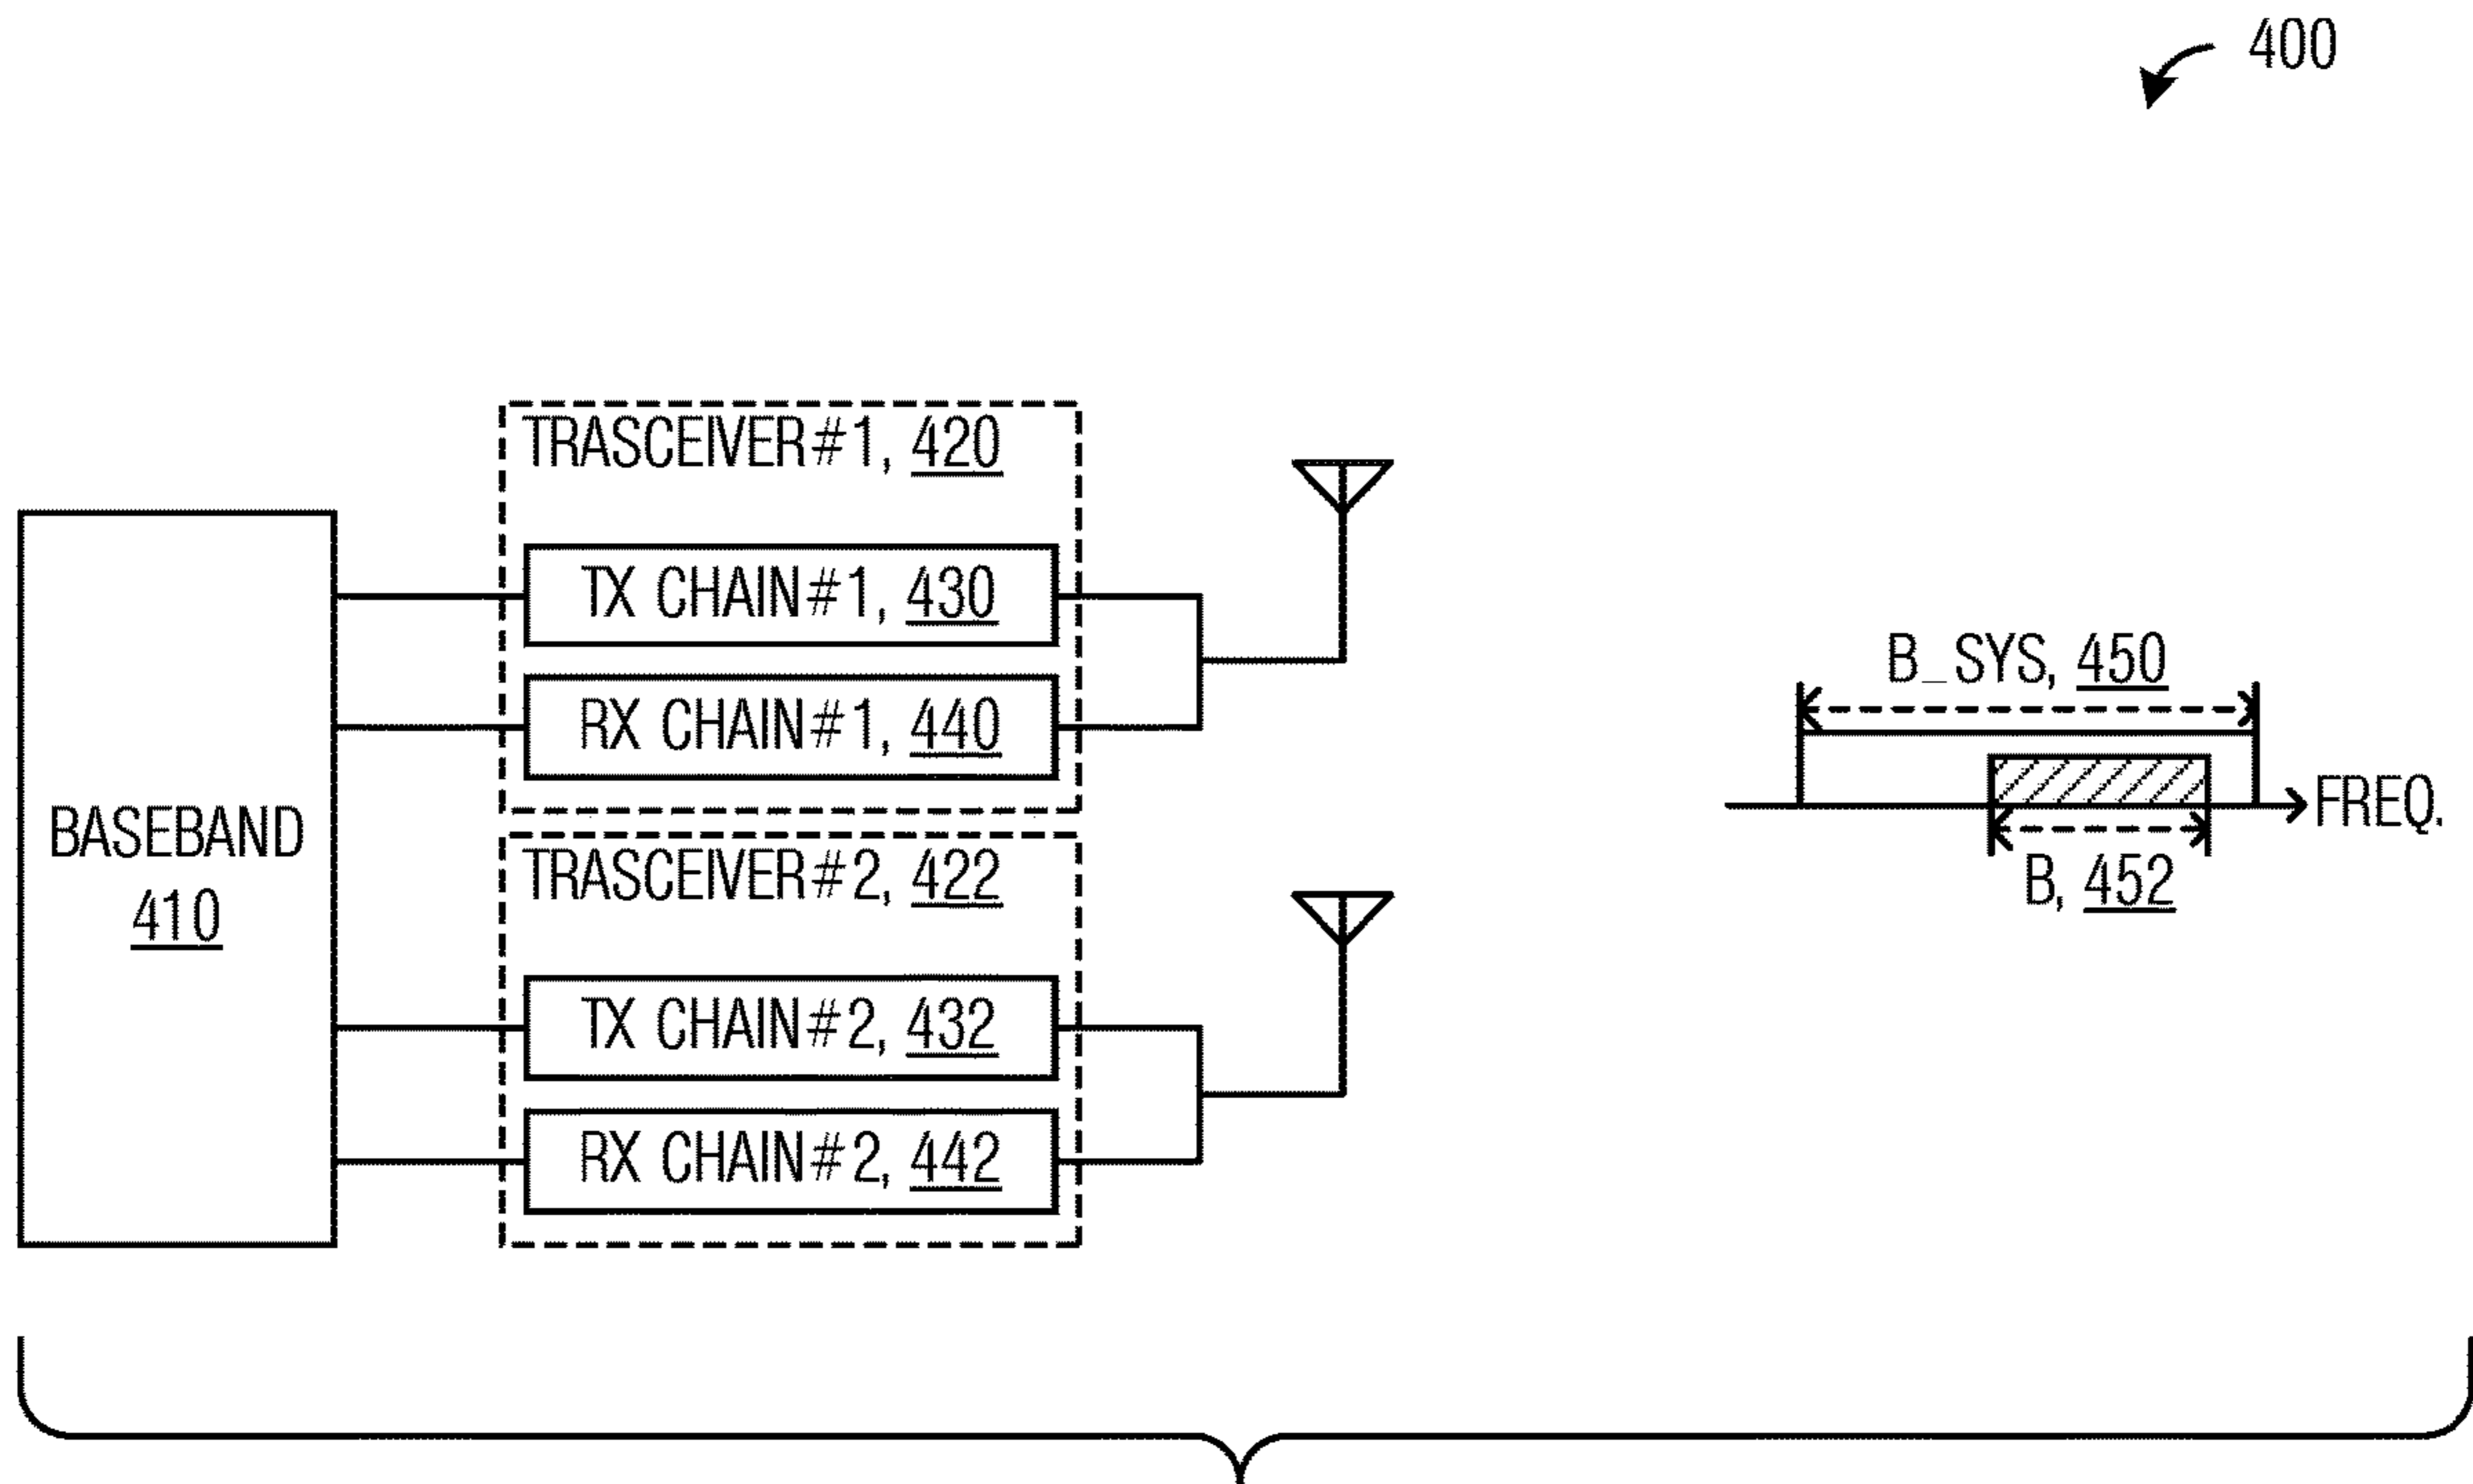 400
TRASCEIVER#1, 420
TX CHAIN#1, 430
RX CHAIN#1, 440
BASEBAND
410
TRASCEIVER#2, 422
TX CHAIN#2, 432
RX CHAIN#2, 442
B_SYS, 450
FREQ.
B, 452